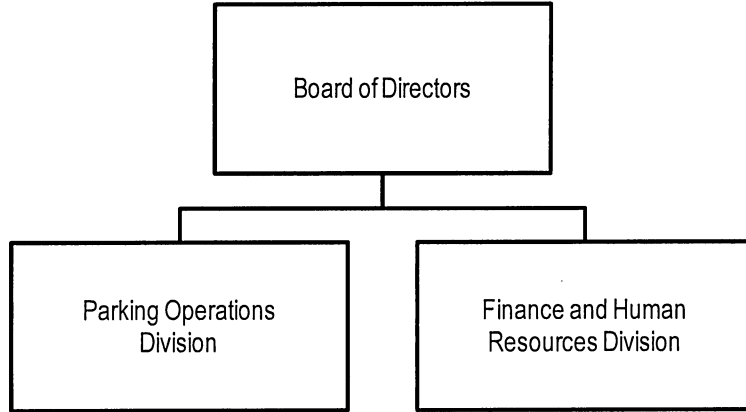 Board of Directors
Parking Operations
Division
Finance and Human
Resources Division